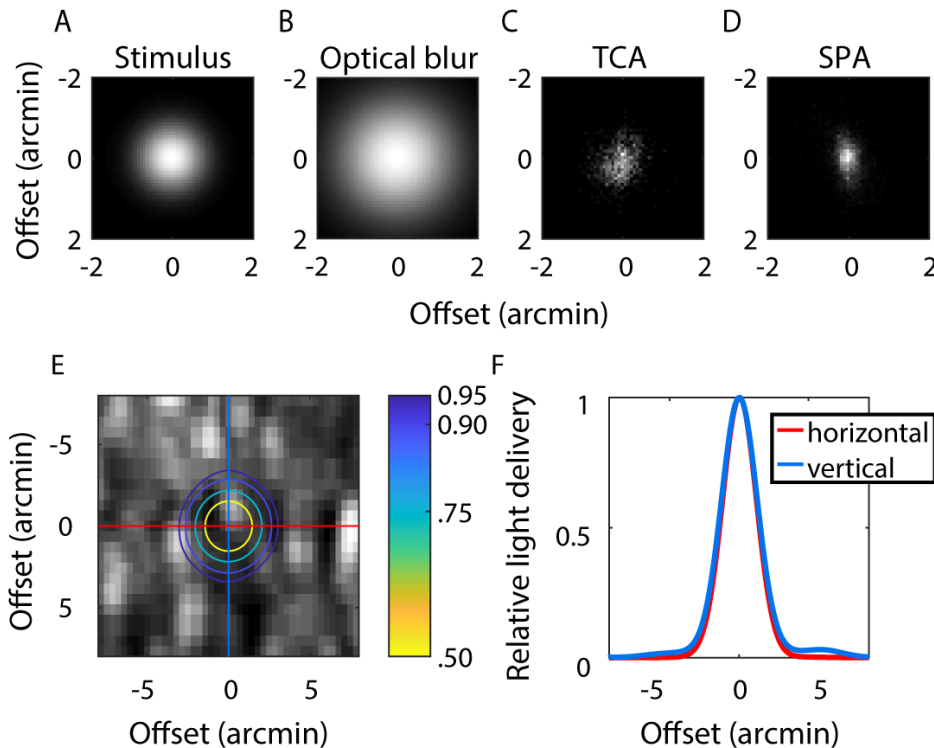 A
B
C
D
Stimulus
Optical blur
TCA
SPA
Offset (arcmin)
-2
0
2
-2
0
2
-2
0
2
-2
0
2
-2
0
2
-2
0
2
-2
0
2
-2
0
2
Offset (arcmin)
E
F
Offset (arcmin)
-5
0
5
-5
0
5
Offset (arcmin)
0.95
0.90
.75
.50
Relative light delivery
1
0.5
0
horizontal
vertical
-5
0
5
Offset (arcmin)